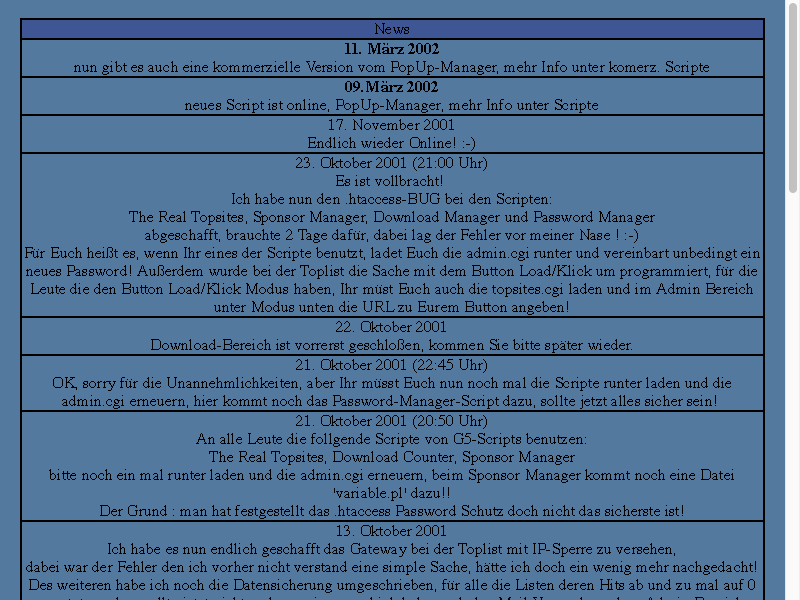 News
11. März 2002
nun gibt es auch eine kommerzielle Version vom PopUp-Manager, mehr Info unter komerz. Scripte
09.März 2002
neues Script ist online, PopUp-Manager, mehr Info unter Scripte
17. November 2001
Endlich wieder Online! :-)
23. Oktober 2001 (21:00 Uhr)
Es ist vollbracht!
Ich habe nun den .htaccess-BUG bei den Scripten:
The Real Topsites, Sponsor Manager, Download Manager und Password Manager
abgeschafft, brauchte 2 Tage dafür, dabei lag der Fehler vor meiner Nase ! :-)
Für Euch heißt es, wenn Ihr eines der Scripte benutzt, ladet Euch die admin.cgi runter und vereinbart unbedingt ein
neues Password! Außerdem wurde bei der Toplist die Sache mit dem Button Load/Klick um programmiert, für die
Leute die den Button Load/Klick Modus haben, Ihr müst Euch auch die topsites.cgi laden und im Admin Bereich
unter Modus unten die URL zu Eurem Button angeben!
22. Oktober 2001
Download-Bereich ist vorrerst geschloßen, kommen Sie bitte später wieder.
21. Oktober 2001 (22:45 Uhr)
OK, sorry für die Unannehmlichkeiten, aber Ihr müsst Euch nun noch mal die Scripte runter laden und die
admin.cgi erneuern, hier kommt noch das Password-Manager-Script dazu, sollte jetzt alles sicher sein!
21. Oktober 2001 (20:50 Uhr)
An alle Leute die follgende Scripte von G5-Scripts benutzen:
The Real Topsites, Download Counter, Sponsor Manager
bitte noch ein mal runter laden und die admin.cgi erneuern, beim Sponsor Manager kommt noch eine Datei
'variable.pl' dazu!!
Der Grund : man hat festgestellt das .htaccess Password Schutz doch nicht das sicherste ist!
13. Oktober 2001
Ich habe es nun endlich geschafft das Gateway bei der Toplist mit IP-Sperre zu versehen,
dabei war der Fehler den ich vorher nicht verstand eine simple Sache, hätte ich doch ein wenig mehr nachgedacht!
Des weiteren habe ich noch die Datensicherung umgeschrieben, für alle die Listen deren Hits ab und zu mal auf 0